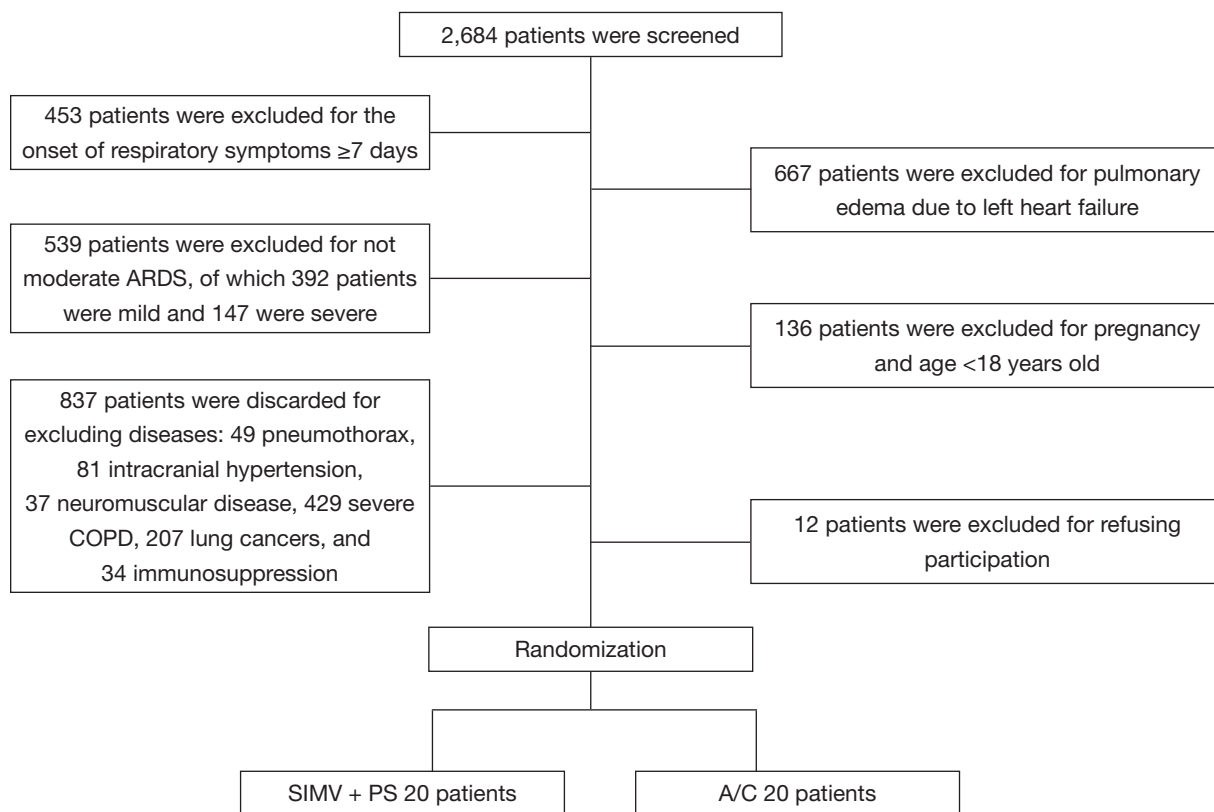 2,684 patients were screened
453 patients were excluded for the
onset of respiratory symptoms ≥7 days
667 patients were excluded for pulmonary
edema due to left heart failure
539 patients were excluded for not
moderate ARDS, of which 392 patients
were mild and 147 were severe
136 patients were excluded for pregnancy
and age <18 years old
837 patients were discarded for
excluding diseases: 49 pneumothorax,
81 intracranial hypertension,
37 neuromuscular disease, 429 severe
COPD, 207 lung cancers, and
34 immunosuppression
12 patients were excluded for refusing
participation
Randomization
SIMV + PS 20 patients
A/C 20 patients